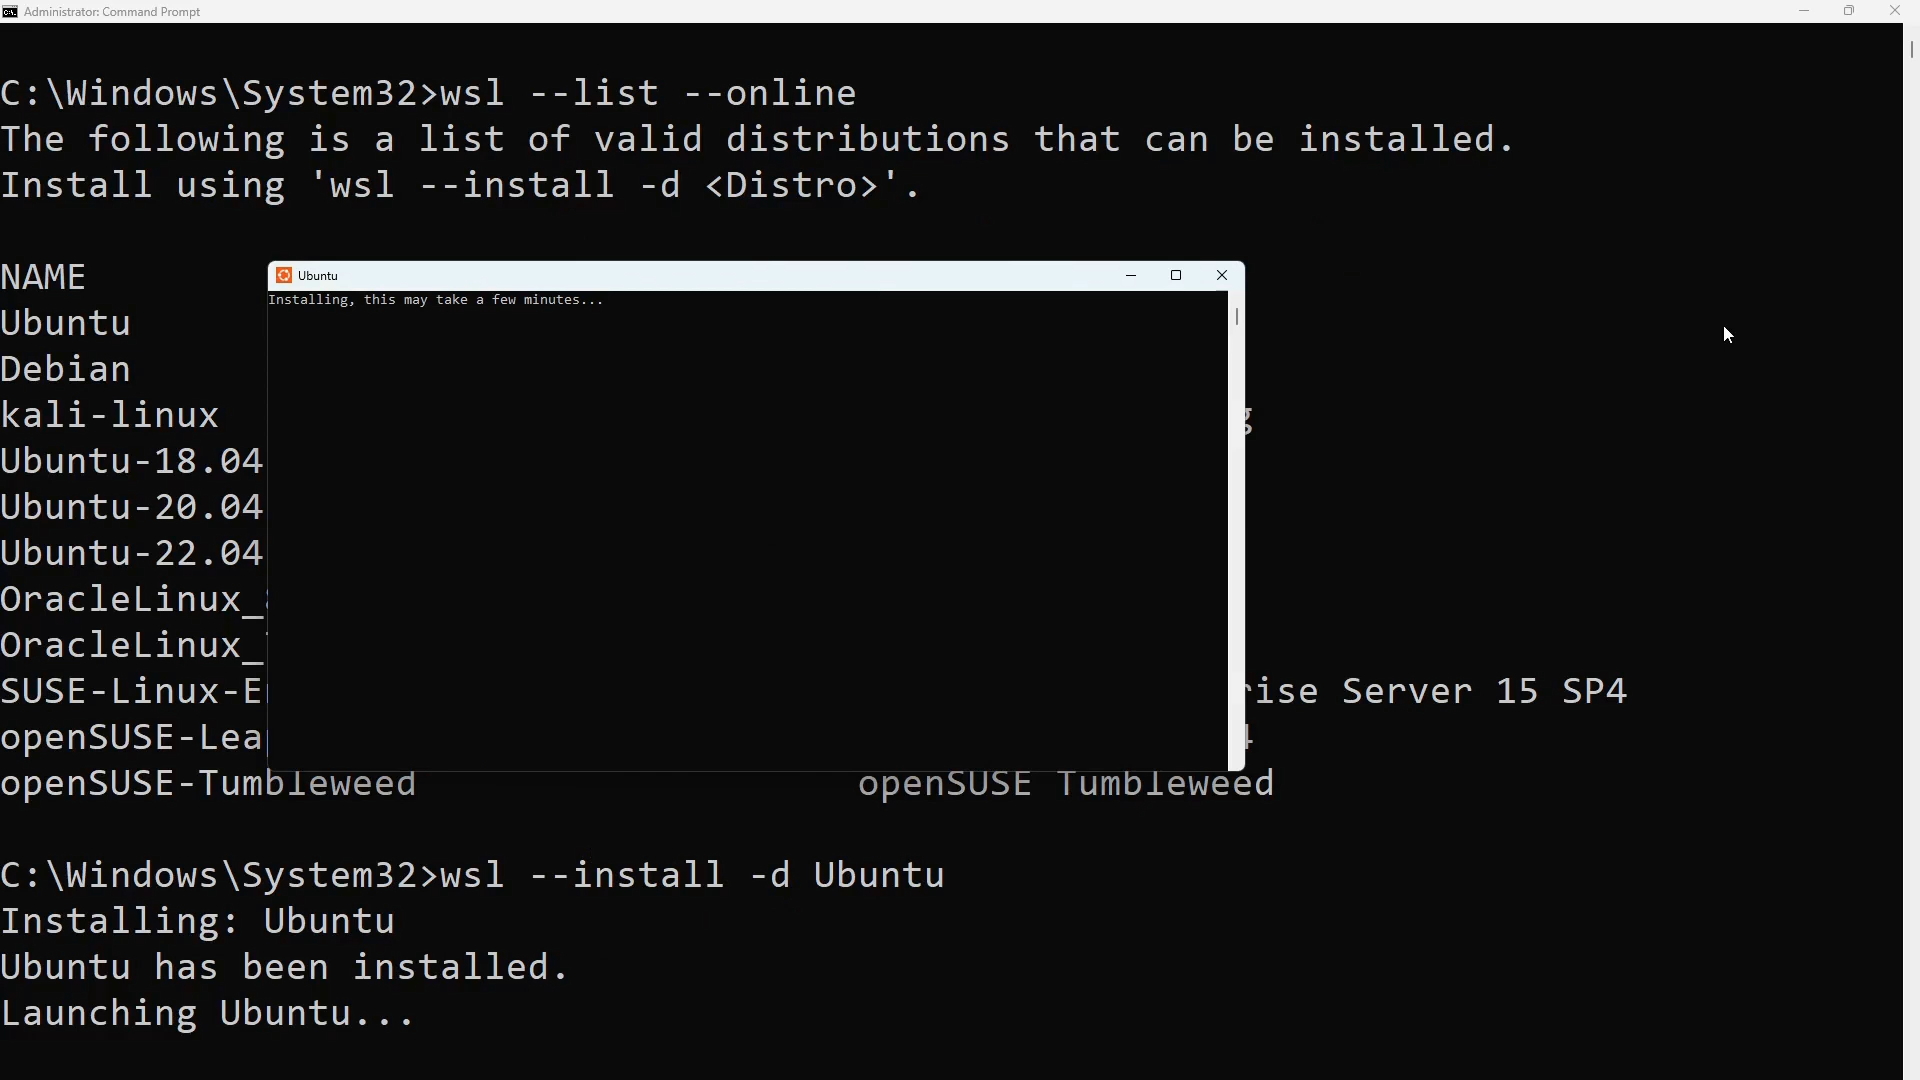 Administrator: Command Prompt
C:\Windows\System32>wsl --list --online
The following is a list of valid distributions that can be installed.
Install using 'wsl --install -d <Distro>'.
NAME
Ubuntu
Installing, this may take a few minutes...
Ubuntu
Debian
kali-linux
Ubuntu-18.04
Ubuntu-20.04
Ubuntu-22.04
OracleLinux_
OracleLinux_
SUSE-Linux-E
rise Server 15 SP4
openSUSE-Lea
openSUSE-Tumbleweed openSUSE Tumbleweed
C:\Windows\System32>wsl --install -d Ubuntu
Installing: Ubuntu
Ubuntu has been installed.
Launching Ubuntu...